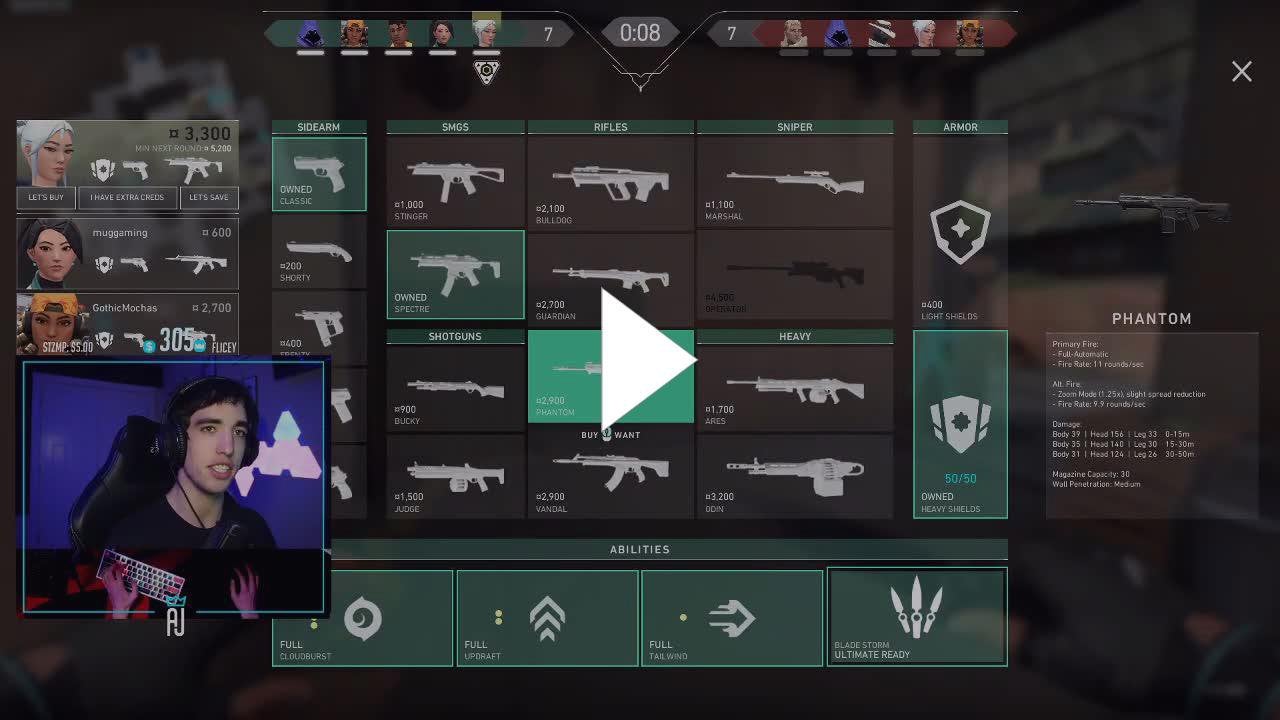 7
0:08
7
¤ 3,300
MIN NEXT ROUND: ¤ 5,200
LET'S BUY
I HAVE EXTRA CREDS
LET'S SAVE
muggaming
¤ 600
GothicMochas
¤ 2,700
STZMP: $5.00
305
FLICEY
AJ
SIDEARM
OWNED
CLASSIC
¤200
SHORTY
¤400
FRENZY
SMGS
¤1,000
STINGER
OWNED
SPECTRE
SHOTGUNS
¤900
BUCKY
¤1,500
JUDGE
RIFLES
¤2,100
BULLDOG
¤2,700
GUARDIAN
¤2,900
PHANTOM
BUY
WANT
¤2,900
VANDAL
SNIPER
¤1,100
MARSHAL
¤4,500
OPERATOR
HEAVY
¤1,700
ARES
¤3,200
ODIN
ARMOR
¤400
LIGHT SHIELDS
50/50
OWNED
HEAVY SHIELDS
PHANTOM
Primary Fire:
- Full-Automatic
- Fire Rate: 11 rounds/sec
Alt. Fire:
- Zoom Mode (1.25x), slight spread reduction
- Fire Rate: 9.9 rounds/sec
Damage:
Body 39 | Head 156 | Leg 33 0-15m
Body 35 | Head 140 | Leg 30 15-30m
Body 31 | Head 124 | Leg 26 30-50m
Magazine Capacity: 30
Wall Penetration: Medium
ABILITIES
FULL
CLOUDBURST
FULL
UPDRAFT
FULL
TAILWIND
BLADE STORM
ULTIMATE READY